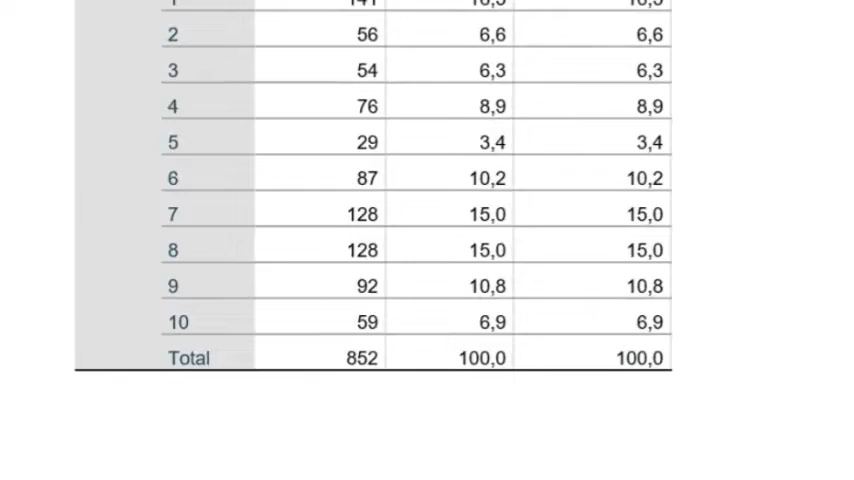 2 56 6,6 6,6
3 54 6,3 6,3
4 76 8,9 8,9
5 29 3,4 3,4
6 87 10,2 10,2
7 128 15,0 15,0
8 128 15,0 15,0
9 92 10,8 10,8
10 59 6,9 6,9
Total 852 100,0 100,0